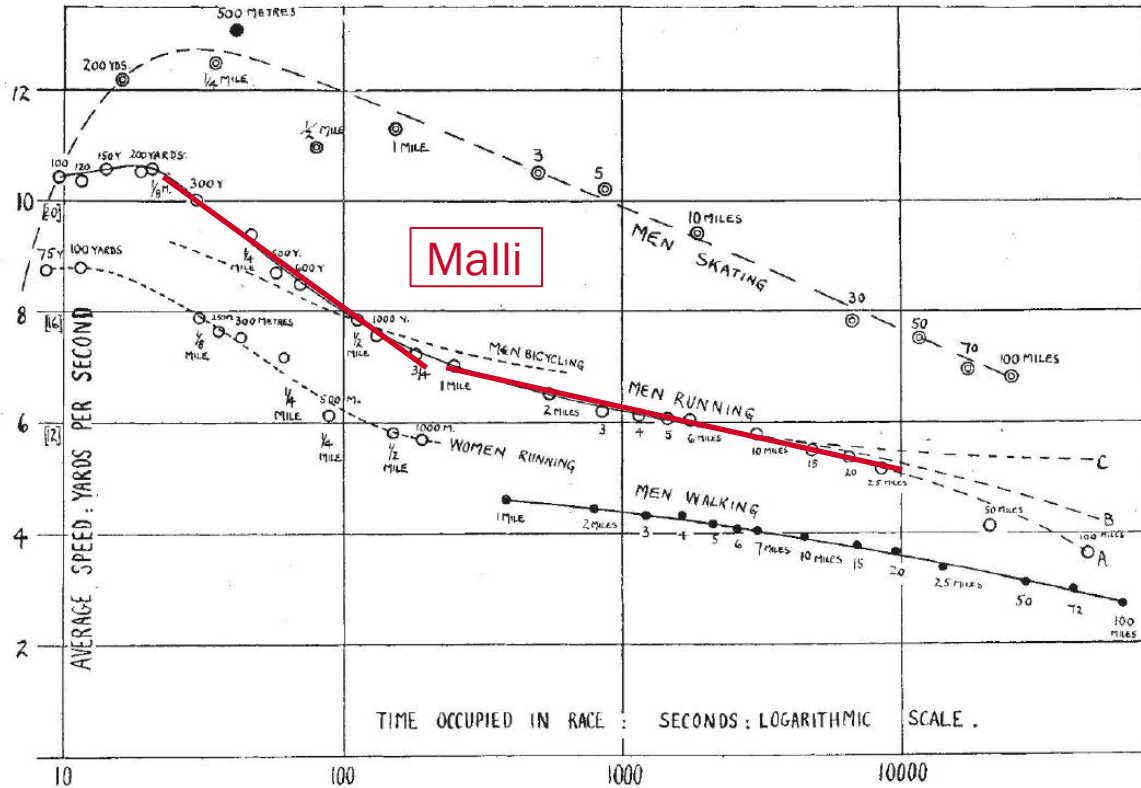 500 METRES
200 YDS.
1/4 MILE
12
1/2 MILE
1 MILE
3
5
100
120
150Y
200 YARDS.
1/8 M.
300 Y
10
[20]
10 MILES
MEN SKATING
Malli
75Y
100 YARDS
1/4 MILE
500 Y.
600 Y
8
[16]
1/8 MILE
250M.
300 METRES
1/2 MILE
1000 Y.
MEN BICYCLING
30
50
70
100 MILES
3/4
1 MILE
1/4 MILE
500 M.
1/4 MILE
1/2 MILE
1000 M.
WOMEN RUNNING
6
[12]
MEN RUNNING
2 MILES
3
4
5
6 MILES
10 MILES
15
20
25 MILES
C
B
A
50 MILES
100 MILES
MEN WALKING
4
1 MILE
2 MILES
3
4
5
6
7 MILES
10 MILES
15
20
25 MILES
50
72
100 MILES
2
AVERAGE SPEED: YARDS PER SECOND
TIME OCCUPIED IN RACE : SECONDS : LOGARITHMIC SCALE .
10
100
1000
10000